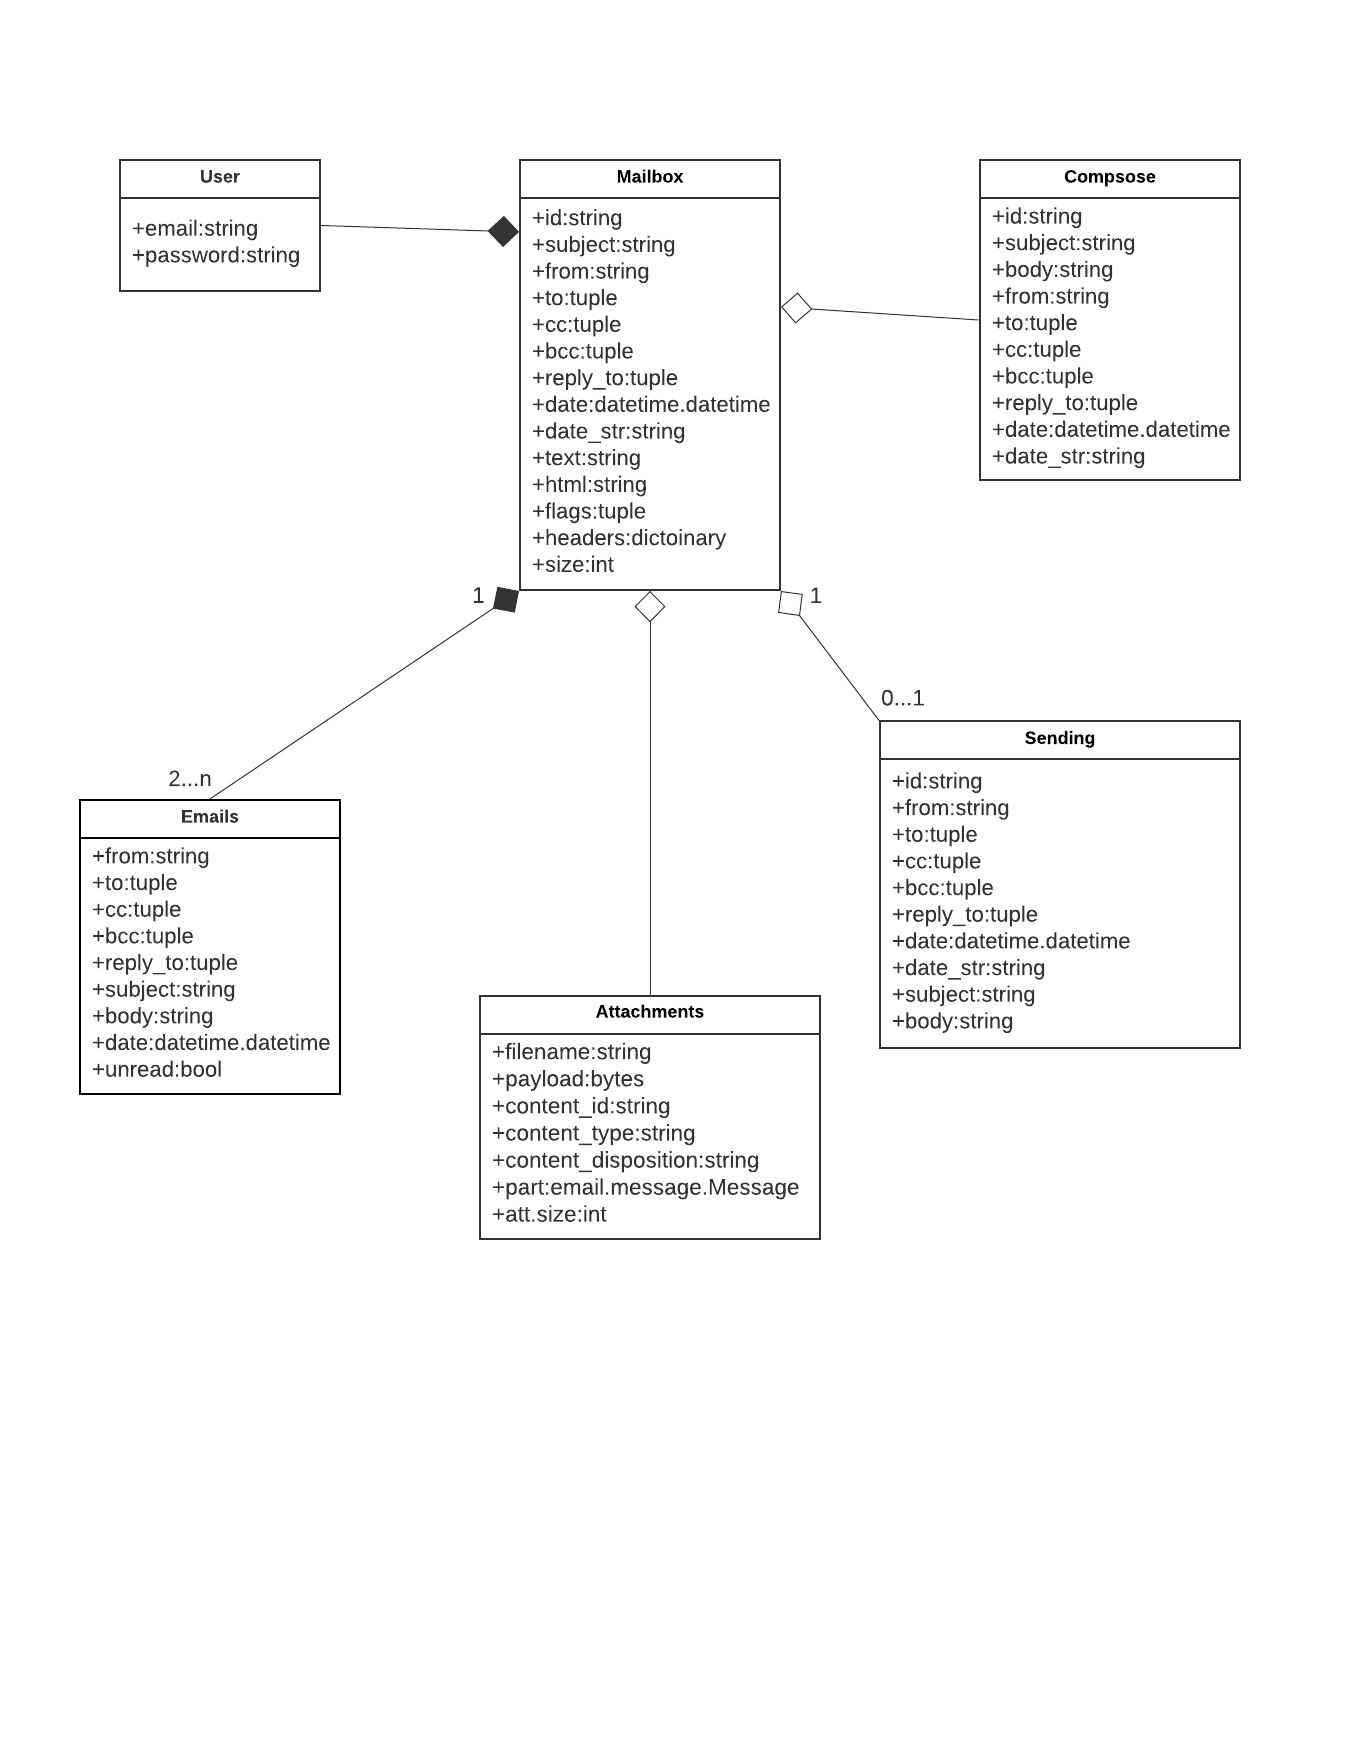 User
+email:string
+password:string
Mailbox
+id:string
+subject:string
+from:string
+to:tuple
+cc:tuple
+bcc:tuple
+reply_to:tuple
+date:datetime.datetime
+date_str:string
+text:string
+html:string
+flags:tuple
+headers:dictoinary
+size:int
Compsose
+id:string
+subject:string
+body:string
+from:string
+to:tuple
+cc:tuple
+bcc:tuple
+reply_to:tuple
+date:datetime.datetime
+date_str:string
1
1
2...n
0...1
Emails
+from:string
+to:tuple
+cc:tuple
+bcc:tuple
+reply_to:tuple
+subject:string
+body:string
+date:datetime.datetime
+unread:bool
Attachments
+filename:string
+payload:bytes
+content_id:string
+content_type:string
+content_disposition:string
+part:email.message.Message
+att.size:int
Sending
+id:string
+from:string
+to:tuple
+cc:tuple
+bcc:tuple
+reply_to:tuple
+date:datetime.datetime
+date_str:string
+subject:string
+body:string